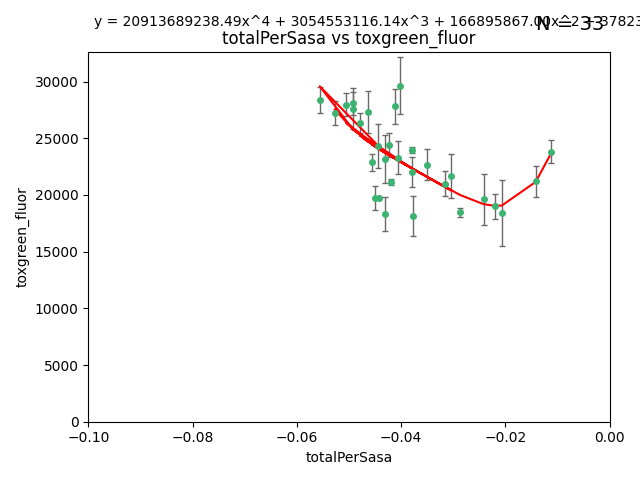 y = 20913689238.49x^4 + 3054553116.14x^3 + 166895867.00x^2 + 37823
N = 33
totalPerSasa vs toxgreen_fluor
30000
25000
20000
15000
10000
5000
0
toxgreen_fluor
−0.10 −0.08 −0.06 −0.04 −0.02 0.00
totalPerSasa